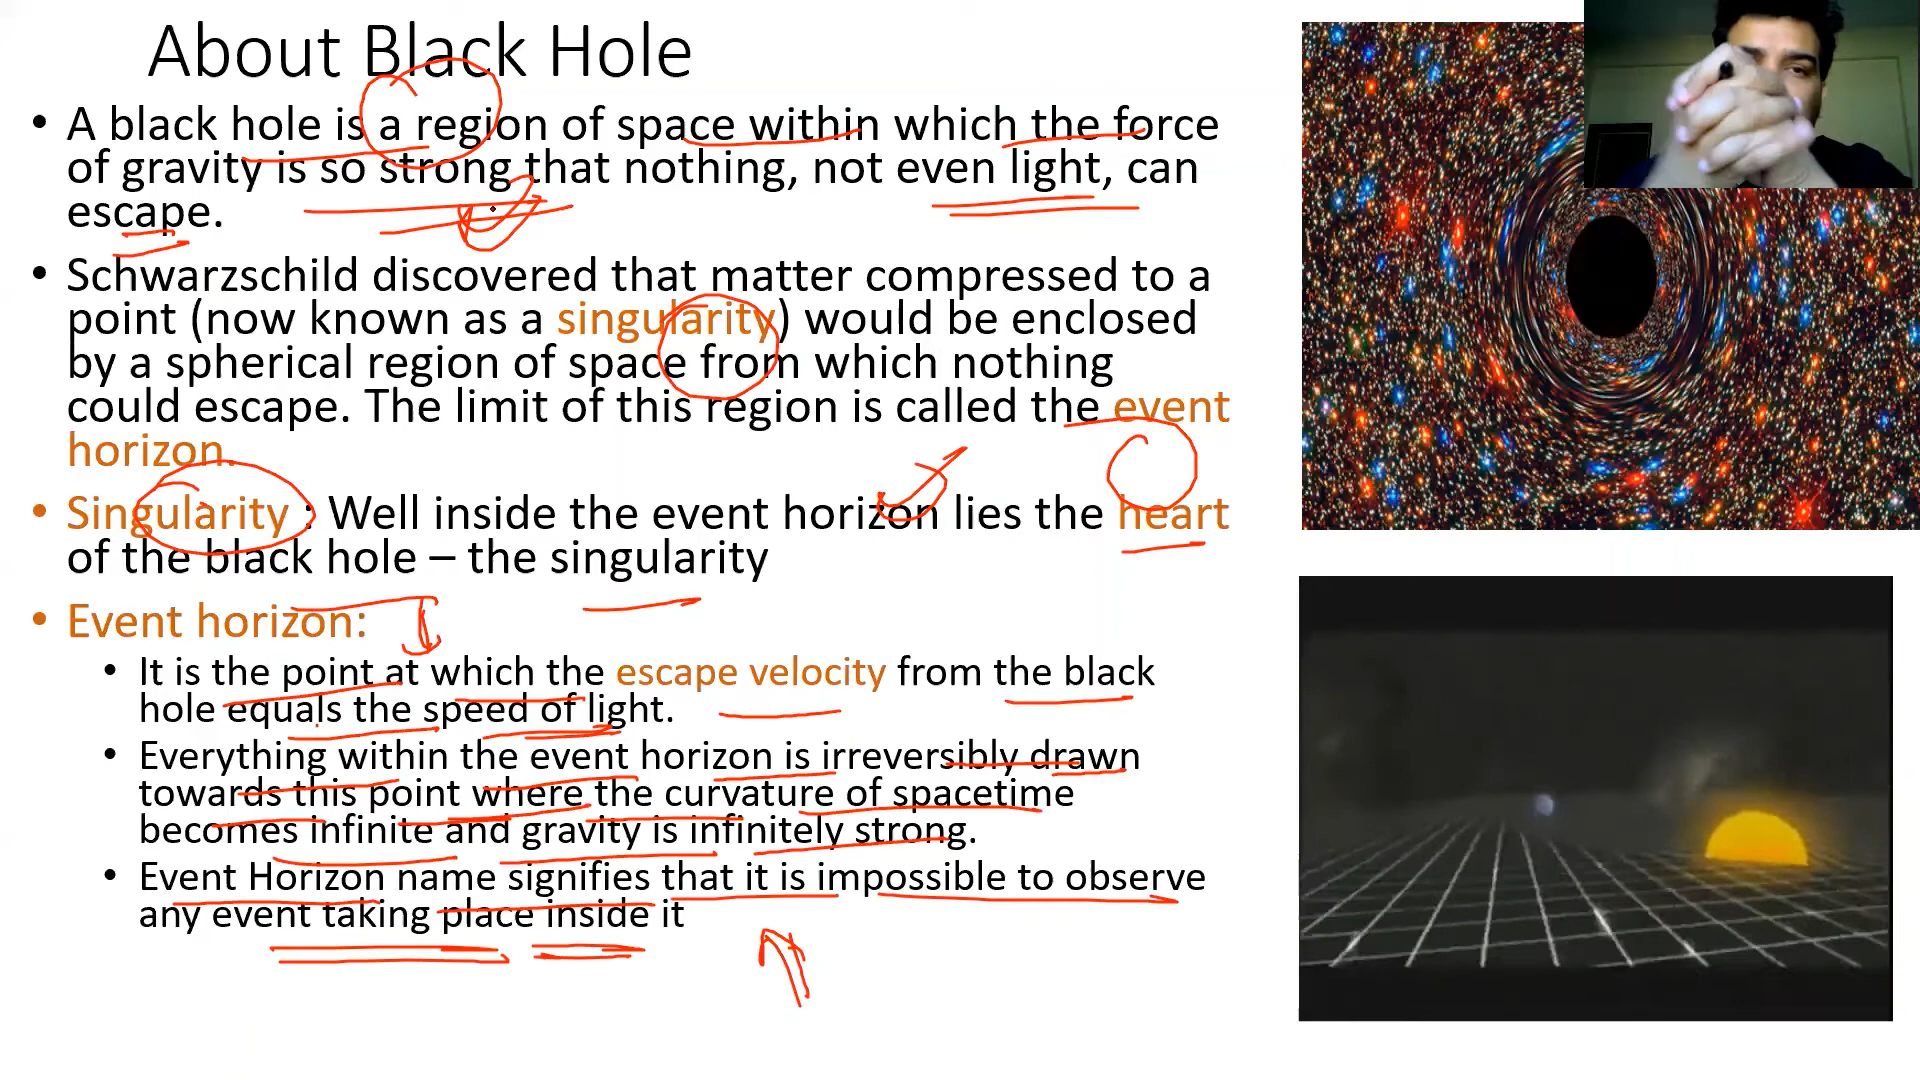 About Black Hole
• A black hole is a region of space within which the force
of gravity is so strong that nothing, not even light, can
escape.
• Schwarzschild discovered that matter compressed to a
point (now known as a singularity) would be enclosed
by a spherical region of space from which nothing
could escape. The limit of this region is called the event
horizon.
• Singularity : Well inside the event horizon lies the heart
of the black hole – the singularity
• Event horizon:
• It is the point at which the escape velocity from the black
hole equals the speed of light.
• Everything within the event horizon is irreversibly drawn
towards this point where the curvature of spacetime
becomes infinite and gravity is infinitely strong.
• Event Horizon name signifies that it is impossible to observe
any event taking place inside it